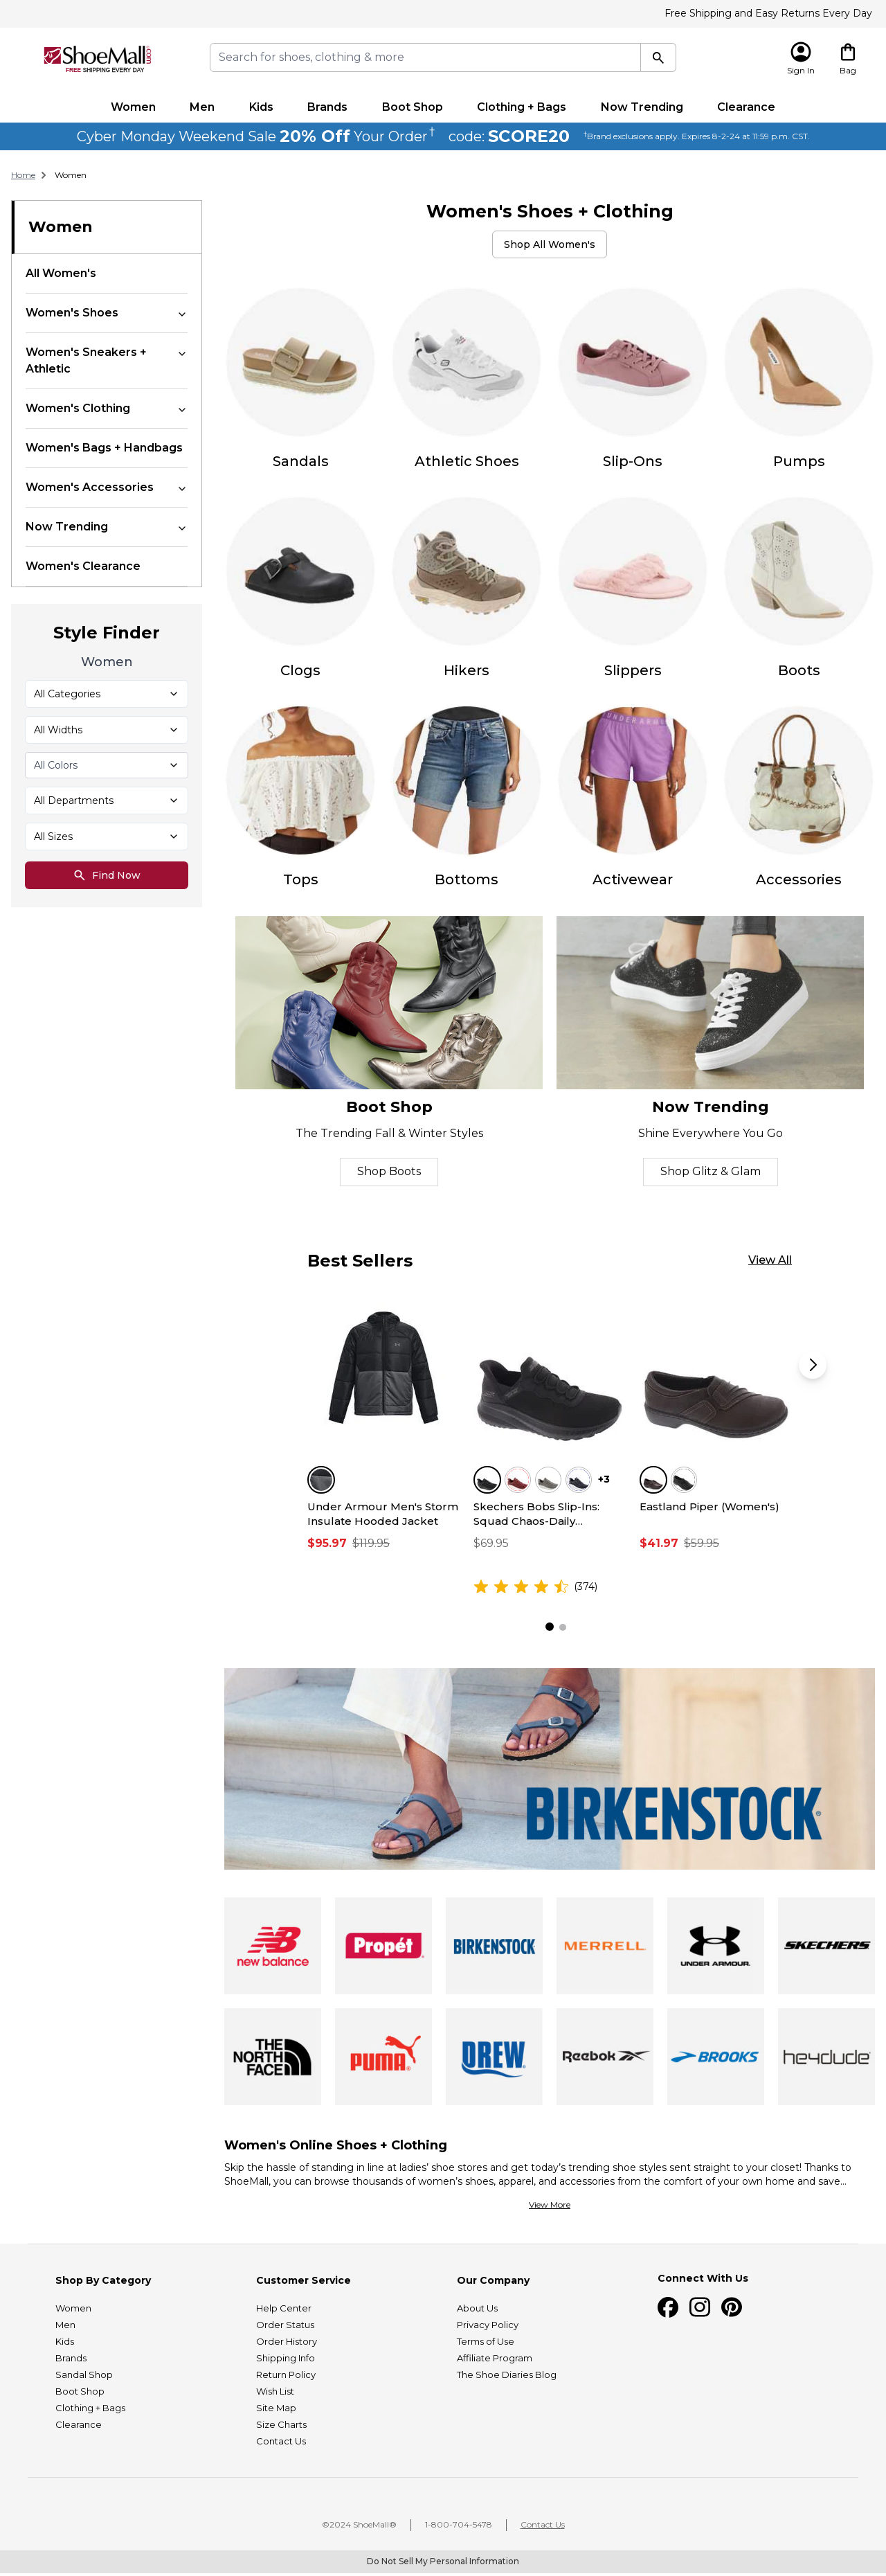 Free Shipping and Easy Returns Every Day
ShoeMall.com
FREE SHIPPING EVERY DAY
Search for shoes, clothing & more
Sign In
Bag
Women Men Kids Brands Boot Shop Clothing + Bags Now Trending Clearance
Cyber Monday Weekend Sale 20% Off Your Order† code: SCORE20 †Brand exclusions apply. Expires 8-2-24 at 11:59 p.m. CST.
Home > Women
Women
All Women's
Women's Shoes
Women's Sneakers +
Athletic
Women's Clothing
Women's Bags + Handbags
Women's Accessories
Now Trending
Women's Clearance
Style Finder
Women
All Categories
All Widths
All Colors
All Departments
All Sizes
Find Now
Women's Shoes + Clothing
Shop All Women's
Sandals Athletic Shoes Slip-Ons Pumps
Clogs Hikers Slippers Boots
UNDER ARMOUR
Tops Bottoms Activewear Accessories
Boot Shop
The Trending Fall & Winter Styles
Shop Boots
Now Trending
Shine Everywhere You Go
Shop Glitz & Glam
Best Sellers
View All
Under Armour Men's Storm
Insulate Hooded Jacket
$95.97 $119.95
+3
Skechers Bobs Slip-Ins:
Squad Chaos-Daily...
$69.95
(374)
Eastland Piper (Women's)
$41.97 $59.95
BIRKENSTOCK®
new balance
Propét
BIRKENSTOCK
MERRELL
UNDER ARMOUR
SKECHERS
THE
NORTH
FACE
PUMA
DREW
Reebok
BROOKS
heydude
Women's Online Shoes + Clothing
Skip the hassle of standing in line at ladies’ shoe stores and get today’s trending shoe styles sent straight to your closet! Thanks to
ShoeMall, you can browse thousands of women’s shoes, apparel, and accessories from the comfort of your own home and save...
View More
Shop By Category
Women
Men
Kids
Brands
Sandal Shop
Boot Shop
Clothing + Bags
Clearance
Customer Service
Help Center
Order Status
Order History
Shipping Info
Return Policy
Wish List
Site Map
Size Charts
Contact Us
Our Company
About Us
Privacy Policy
Terms of Use
Affiliate Program
The Shoe Diaries Blog
Connect With Us
©2024 ShoeMall® | 1-800-704-5478 | Contact Us
Do Not Sell My Personal Information